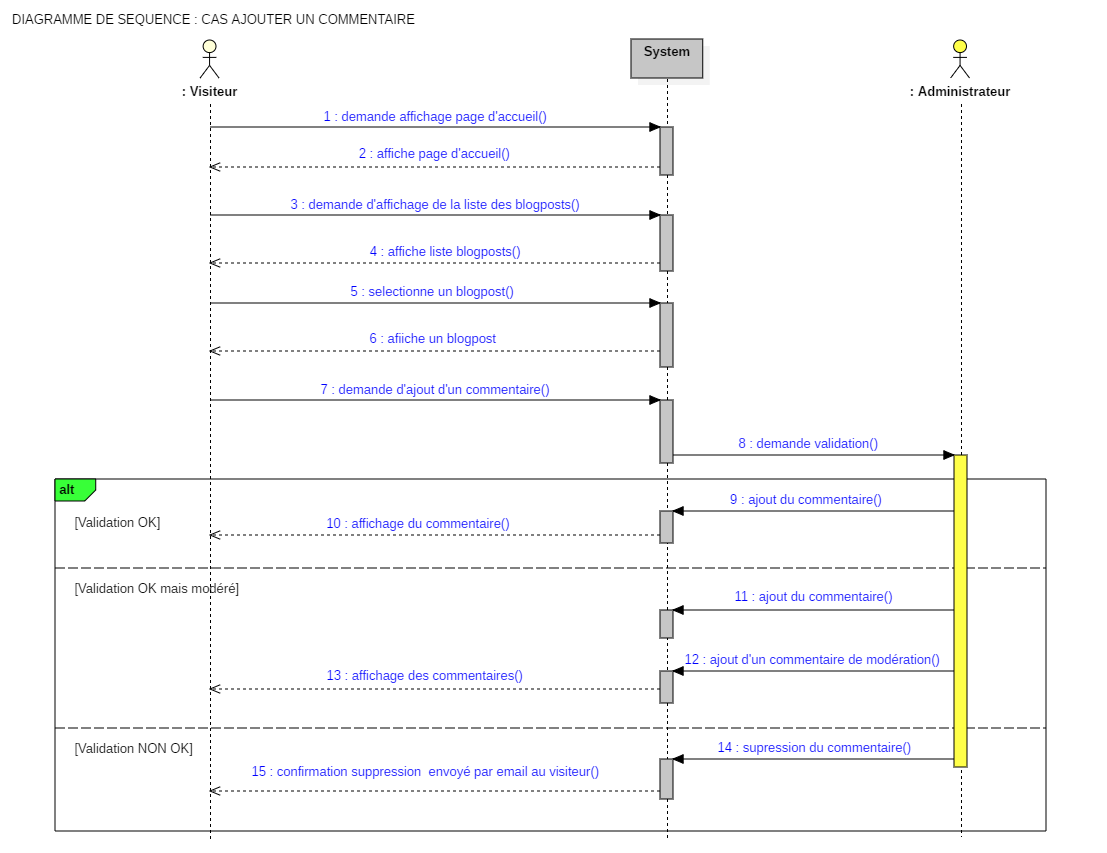 DIAGRAMME DE SEQUENCE : CAS AJOUTER UN COMMENTAIRE
System
: Visiteur
: Administrateur
1 : demande affichage page d'accueil()
2 : affiche page d'accueil()
3 : demande d'affichage de la liste des blogposts()
4 : affiche liste blogposts()
5 : selectionne un blogpost()
6 : afiiche un blogpost
7 : demande d'ajout d'un commentaire()
8 : demande validation()
alt
9 : ajout du commentaire()
[Validation OK]
10 : affichage du commentaire()
[Validation OK mais modéré]
11 : ajout du commentaire()
12 : ajout d'un commentaire de modération()
13 : affichage des commentaires()
[Validation NON OK]
14 : supression du commentaire()
15 : confirmation suppression  envoyé par email au visiteur()